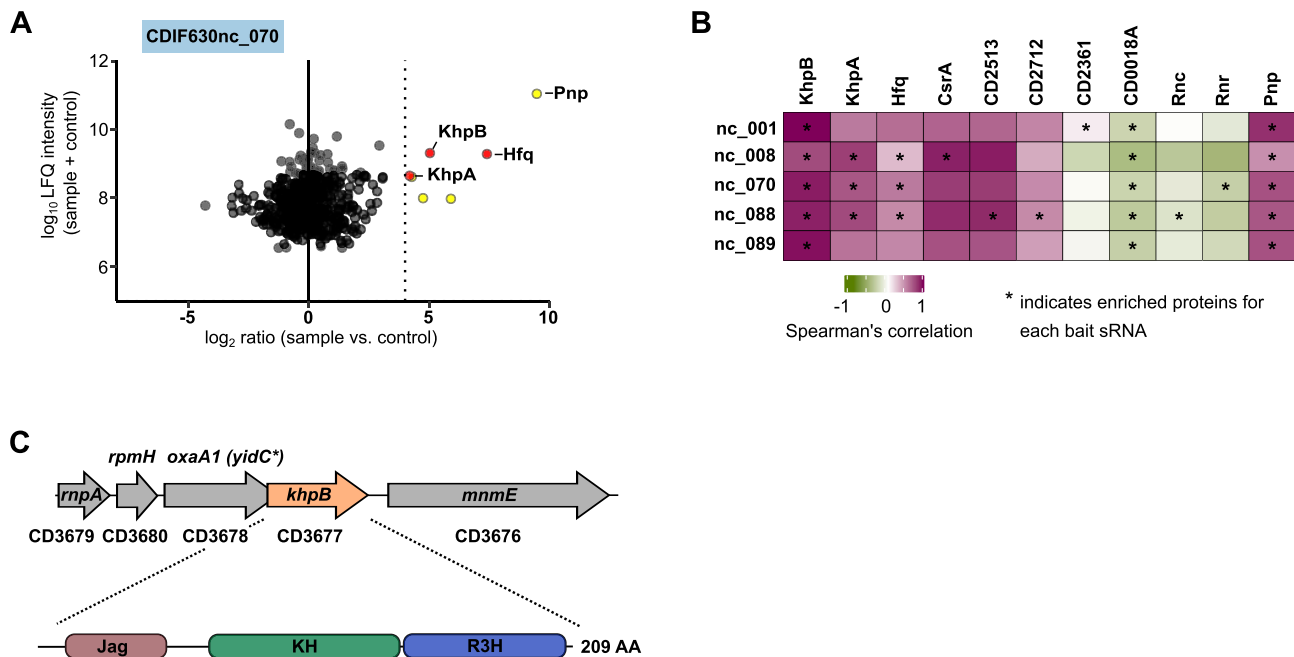 A
CDIF630nc_070
log10 LFQ intensity
(sample + control)
12
10
8
6
-5
0
5
10
log2 ratio (sample vs. control)
Pnp
KhpB
Hfq
KhpA
B
KhpB
KhpA
Hfq
CsrA
CD2513
CD2712
CD2361
CD0018A
Rnc
Rnr
Pnp
nc_001 * * * *
nc_008 * * * * * *
nc_070 * * * * * *
nc_088 * * * * * * * *
nc_089 * * *
-1 0 1
Spearman's correlation
* indicates enriched proteins for
each bait sRNA
C
rpmH oxaA1 (yidC*)
rnpA khpB mnmE
CD3679 CD3680 CD3678 CD3677 CD3676
Jag KH R3H 209 AA